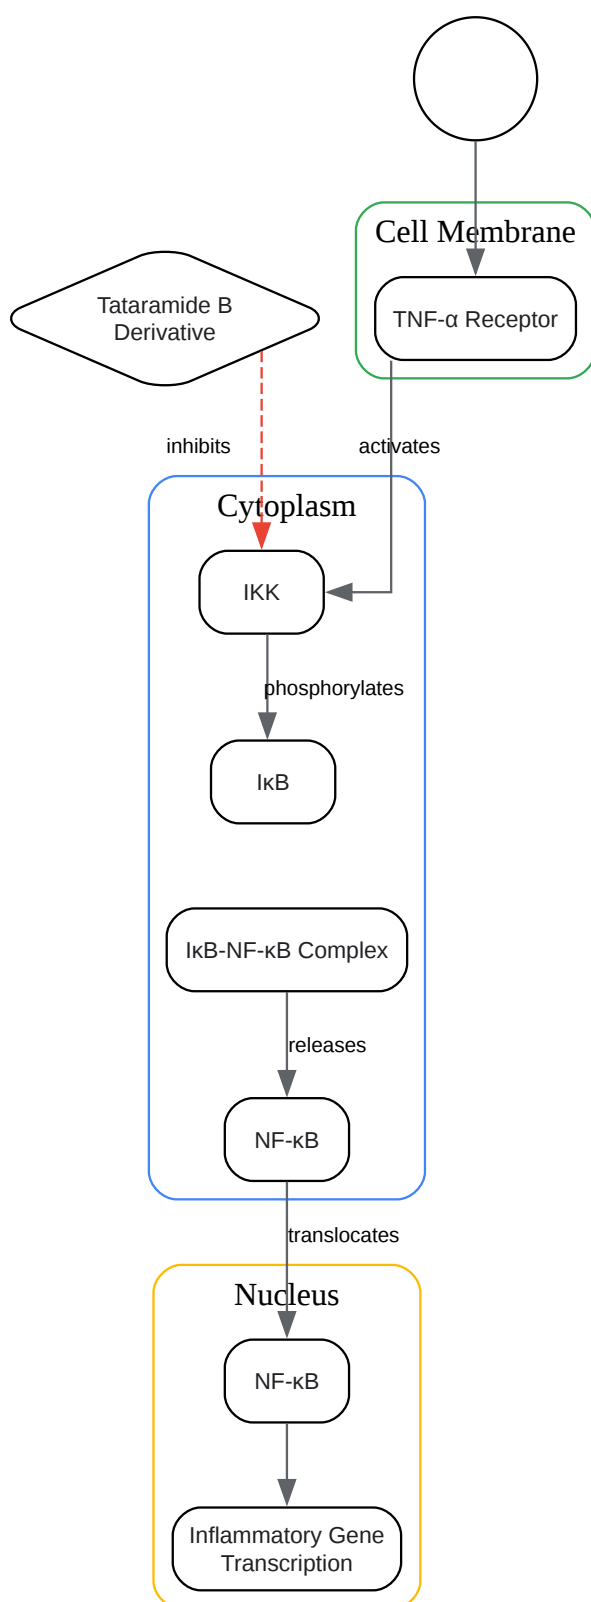 Cell Membrane
TNF-α Receptor
Tataramide B
Derivative
inhibits
activates
Cytoplasm
IKK
phosphorylates
IκB
IκB-NF-κB Complex
releases
NF-κB
translocates
Nucleus
NF-κB
Inflammatory Gene
Transcription